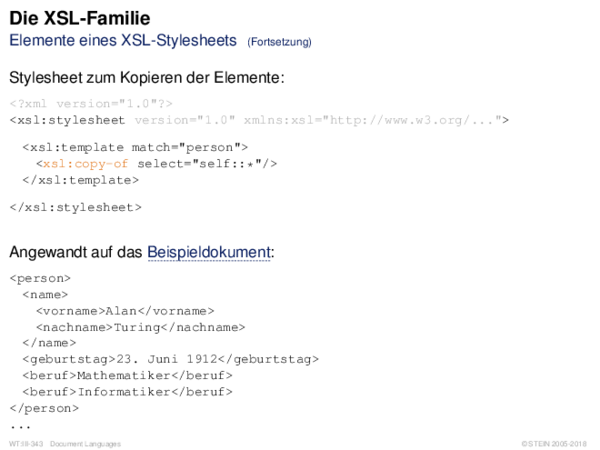 Die XSL-Familie
Elemente eines XSL-Stylesheets (Fortsetzung)
Stylesheet zum Kopieren der Elemente:
<?xml version="1.0"?>
<xsl:stylesheet version="1.0" xmlns:xsl="http://www.w3.org/...">
<xsl:template match="person">
<xsl:copy-of select="self::*"/>
</xsl:template>
</xsl:stylesheet>
Angewandt auf das Beispieldokument:
<person>
<name>
<vorname>Alan</vorname>
<nachname>Turing</nachname>
</name>
<geburtstag>23. Juni 1912</geburtstag>
<beruf>Mathematiker</beruf>
<beruf>Informatiker</beruf>
</person>
...
WT:III-343 Document Languages © STEIN 2005-2018